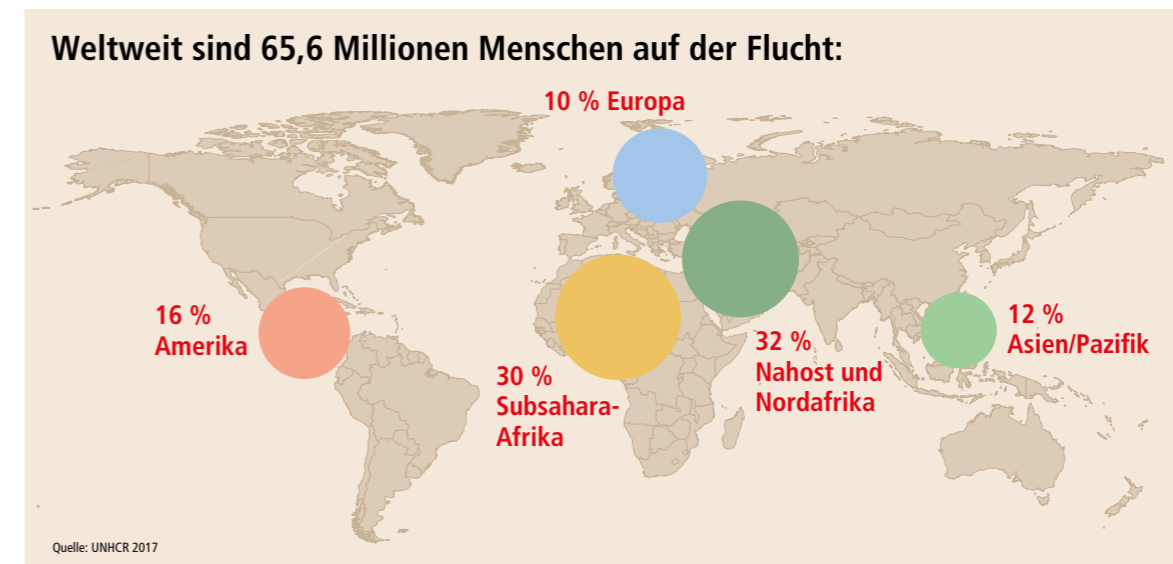 Weltweit sind 65,6 Millionen Menschen auf der Flucht:
10 % Europa
16 %
Amerika
30 %
Subsahara-
Afrika
32 %
Nahost und
Nordafrika
12 %
Asien/Pazifik
Quelle: UNHCR 2017